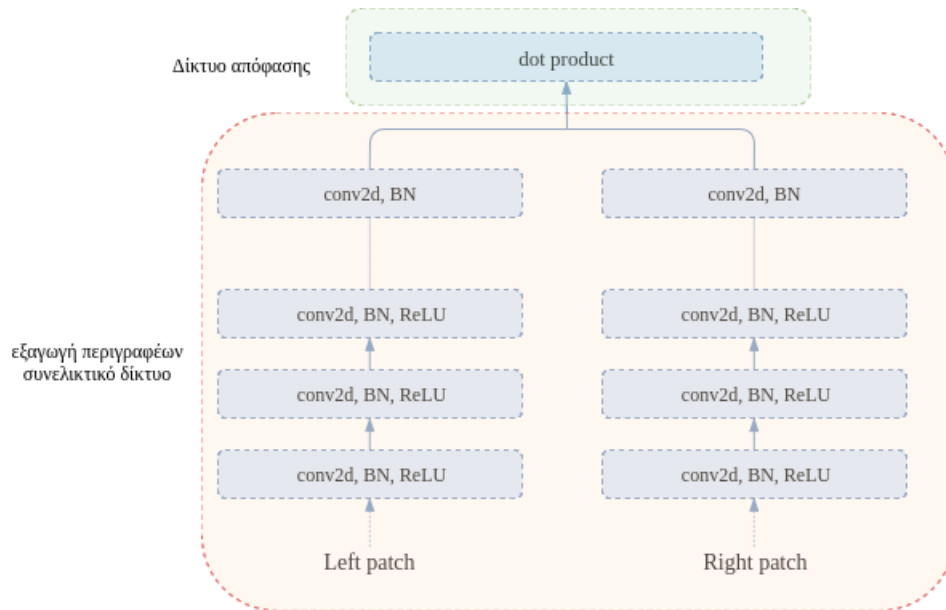 Δίκτυο απόφασης
dot product
conv2d, BN
conv2d, BN
conv2d, BN, ReLU
conv2d, BN, ReLU
εξαγωγή περιγραφέων
συνελικτικό δίκτυο
conv2d, BN, ReLU
conv2d, BN, ReLU
conv2d, BN, ReLU
conv2d, BN, ReLU
Left patch
Right patch